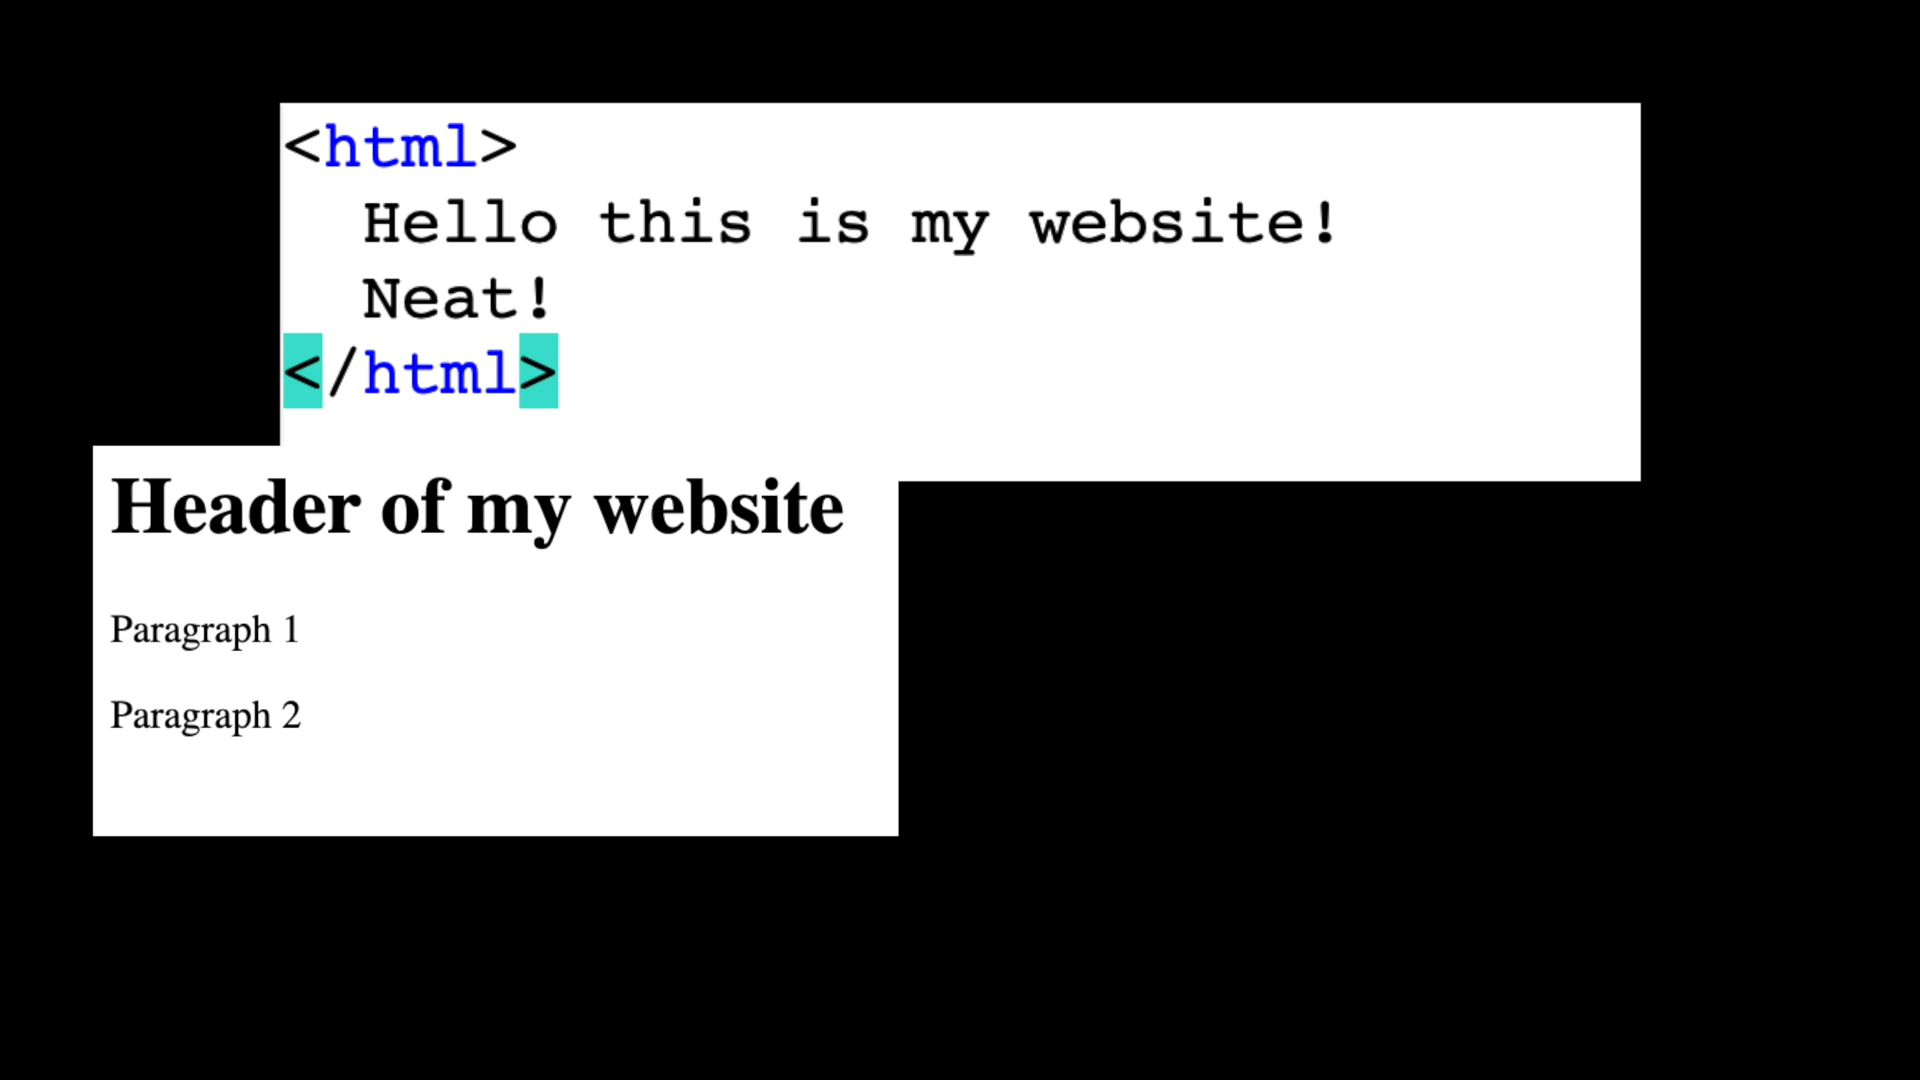 <html>
Hello this is my website!
Neat!
</html>
Header of my website
Paragraph 1
Paragraph 2